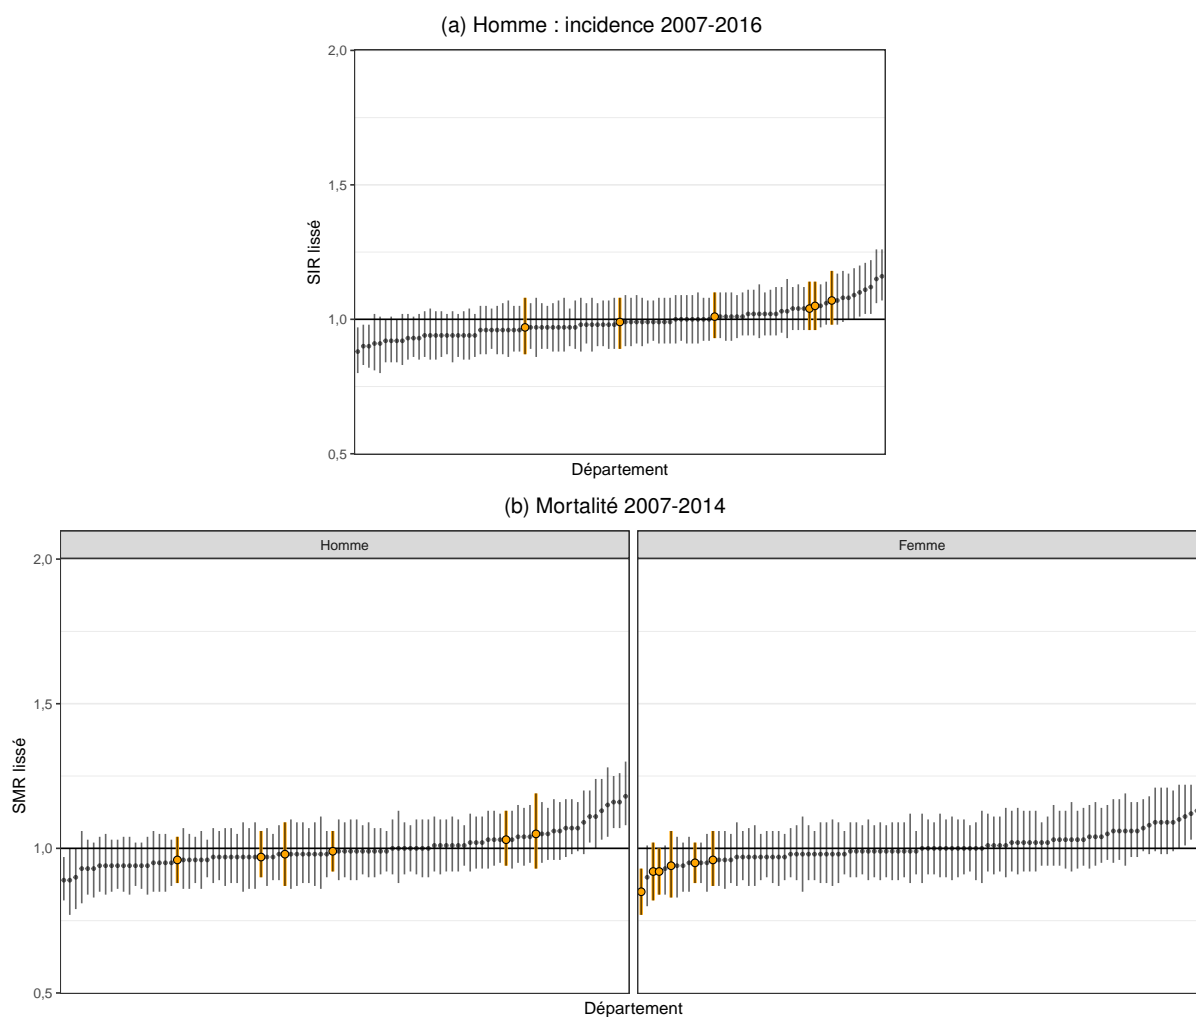 (a) Homme : incidence 2007-2016
2,0
1,5
1,0
0,5
SIR lissé
Département
(b) Mortalité 2007-2014
Homme
Femme
2,0
1,5
1,0
0,5
SMR lissé
Département